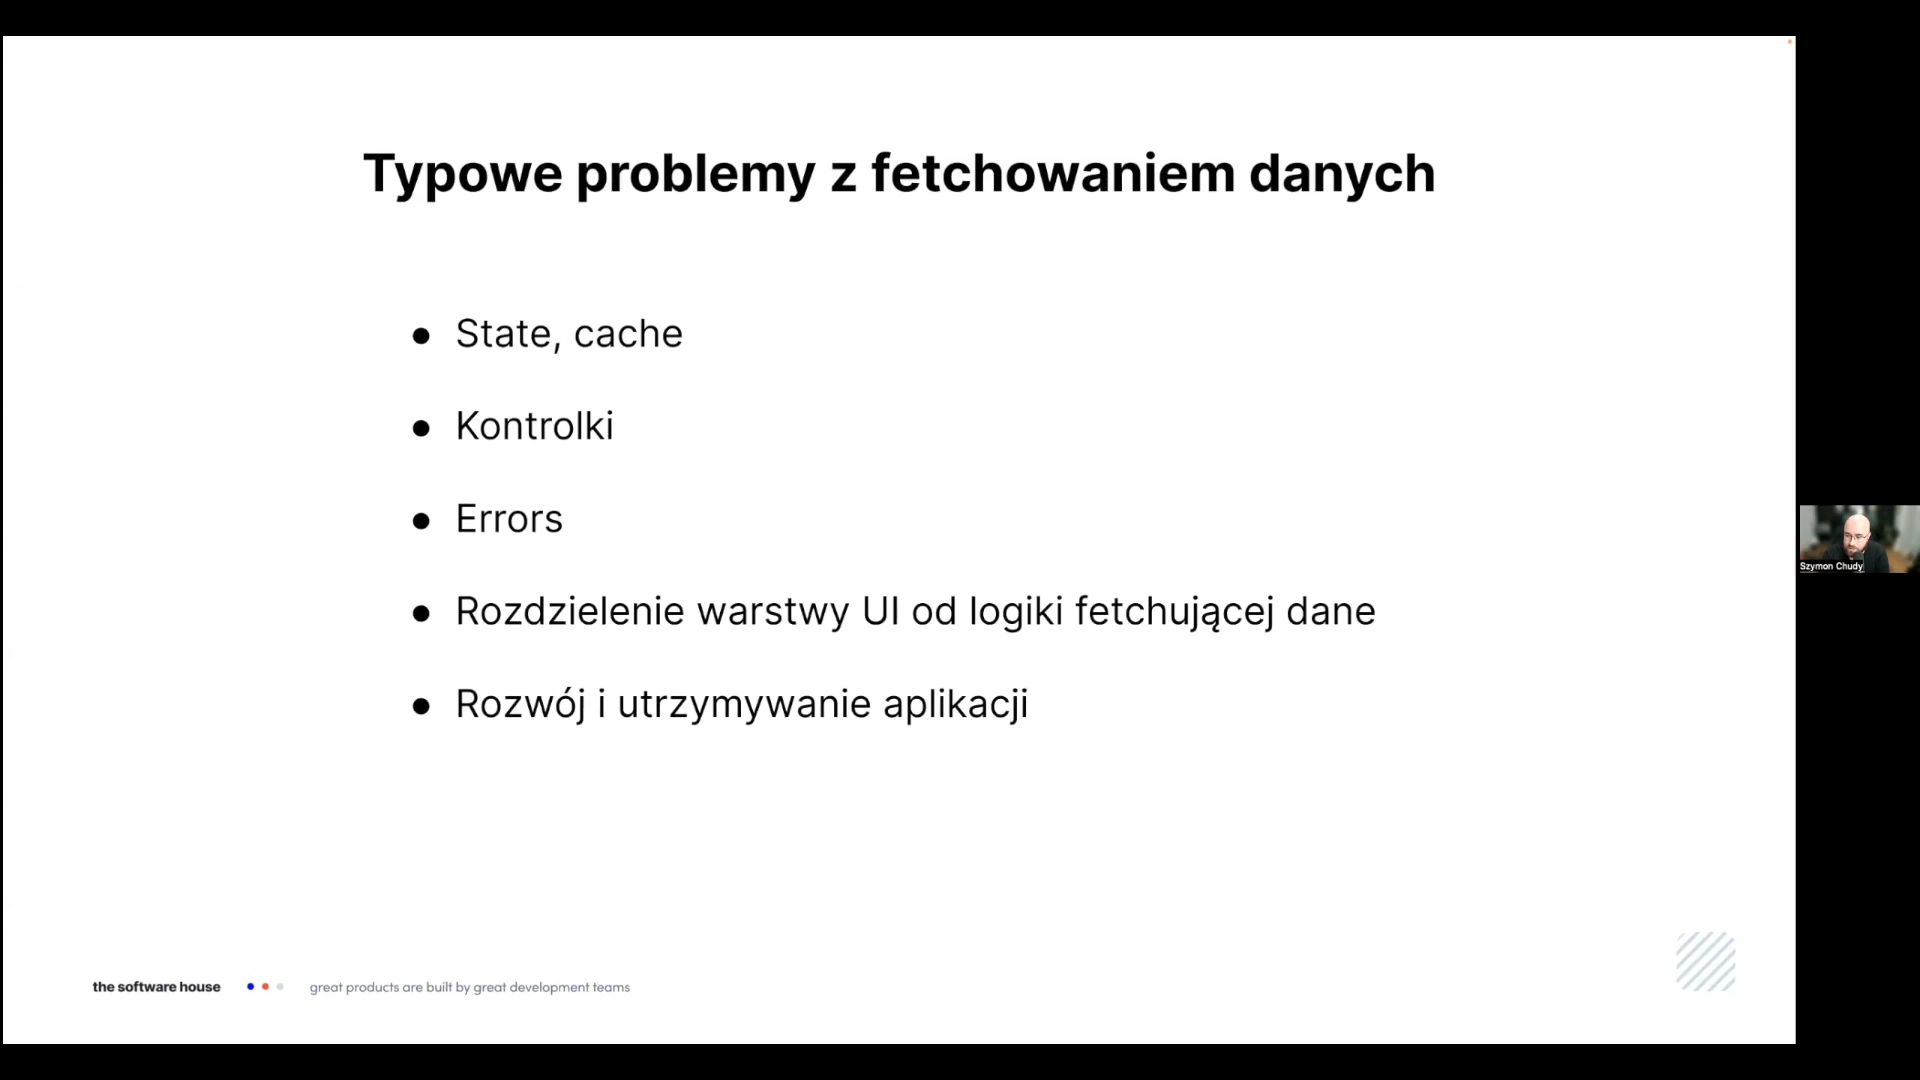 Typowe problemy z fetchowaniem danych
● State, cache
● Kontrolki
● Errors
● Rozdzielenie warstwy UI od logiki fetchującej dane
● Rozwój i utrzymywanie aplikacji
Szymon Chudy
the software house
great products are built by great development teams